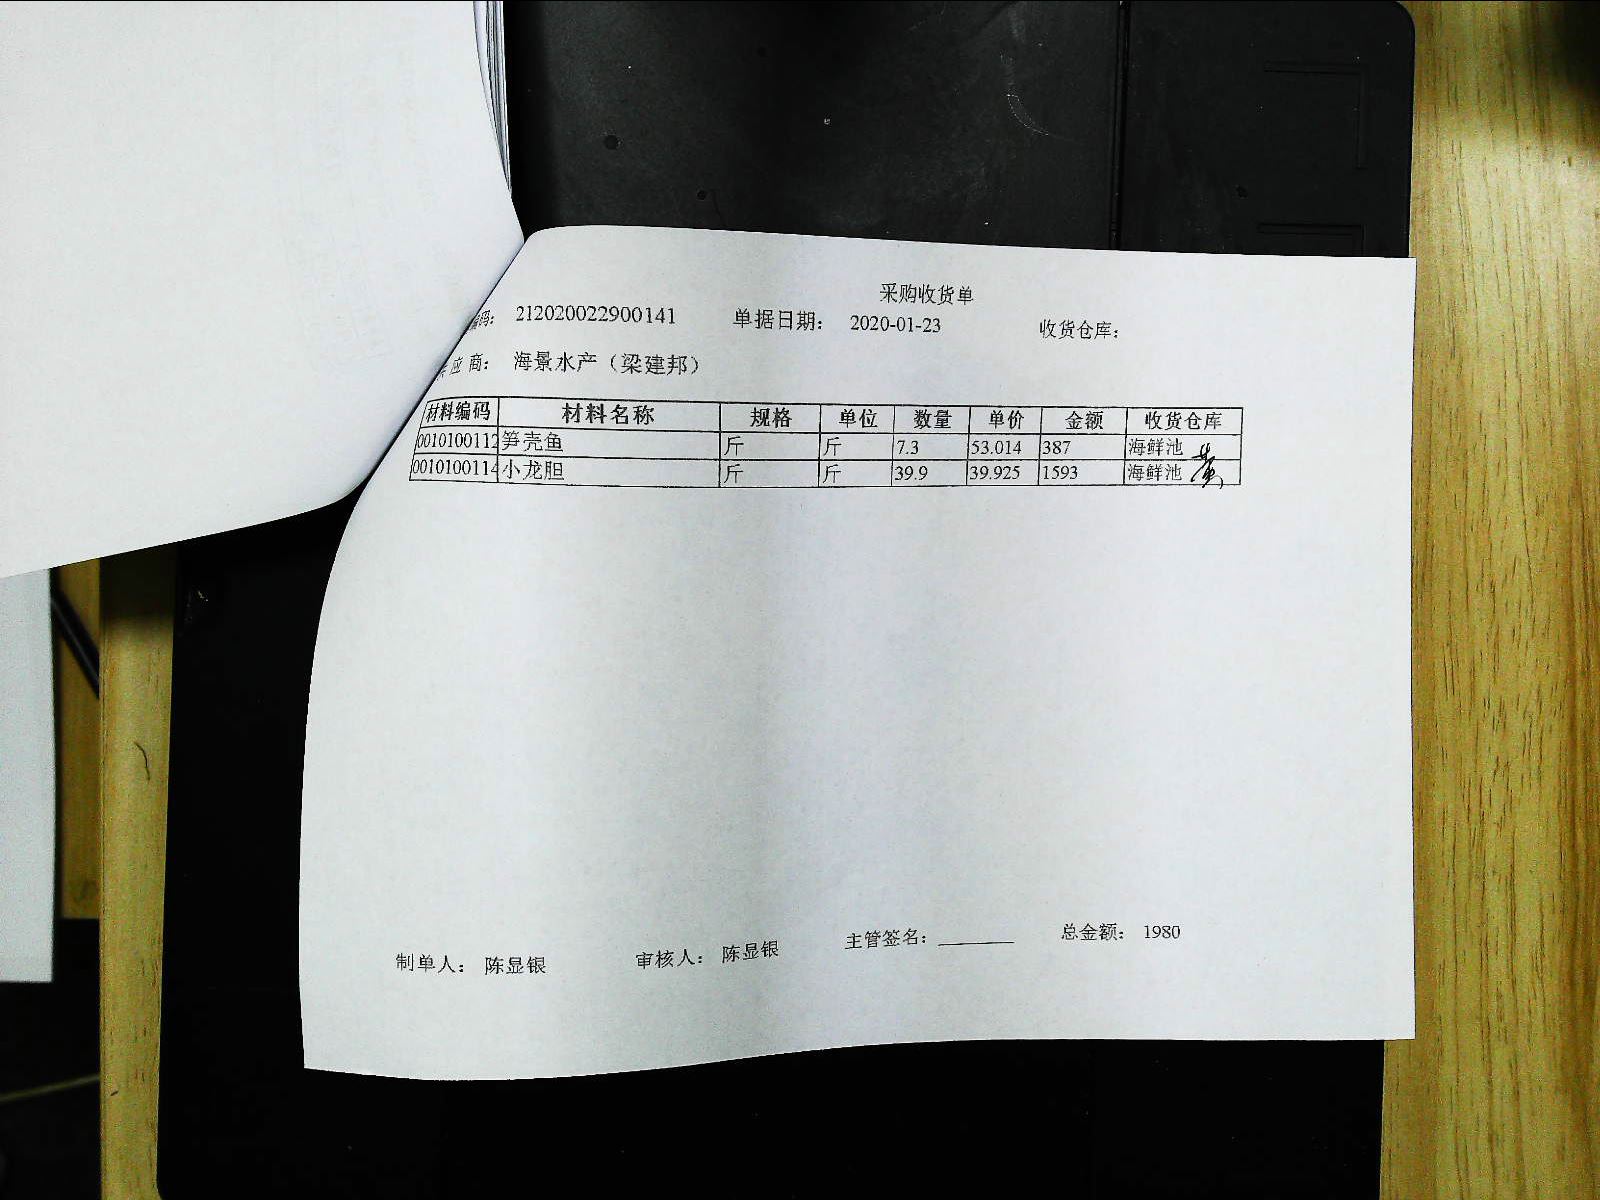 采购收货单
编码： 212020022900141 单据日期： 2020-01-23 收货仓库：
应商： 海景水产（梁建邦）
材料编码 材料名称 规格 单位 数量 单价 金额 收货仓库
0010100112 笋壳鱼 斤 斤 7.3 53.014 387 海鲜池
0010100114 小龙胆 斤 斤 39.9 39.925 1593 海鲜池
制单人： 陈显银 审核人： 陈显银 主管签名： 总金额： 1980